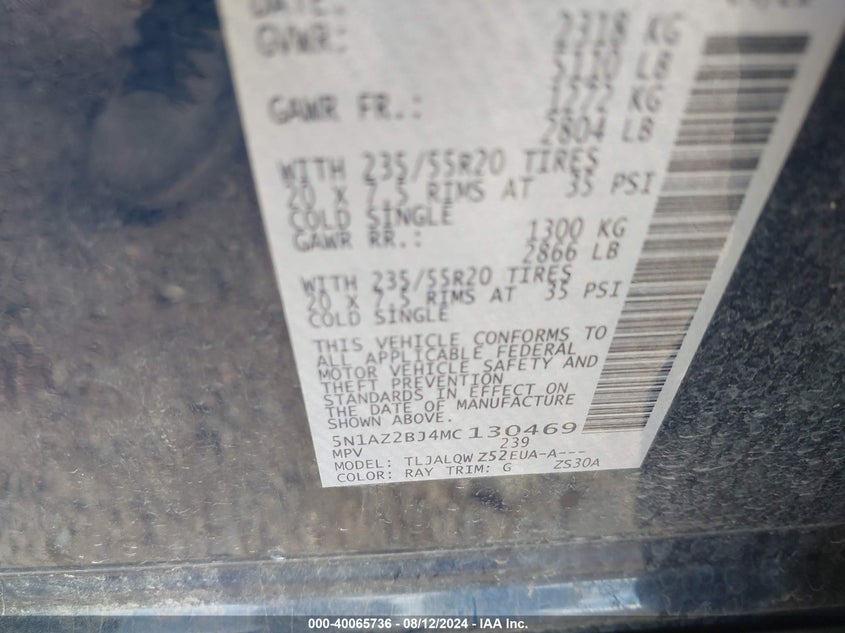 DATE:
GVWR: 2318 KG
5110 LB
GAWR FR.: 1272 KG
2804 LB
WITH 235/55R20 TIRES
20 X 7.5 RIMS AT 35 PSI
COLD SINGLE
GAWR RR.: 1300 KG
2866 LB
WITH 235/55R20 TIRES
20 X 7.5 RIMS AT 35 PSI
COLD SINGLE
THIS VEHICLE CONFORMS TO
ALL APPLICABLE FEDERAL
MOTOR VEHICLE SAFETY AND
THEFT PREVENTION
STANDARDS IN EFFECT ON
THE DATE OF MANUFACTURE
SHOWN ABOVE.
5N1AZ2BJ4MC130469
MPV 239
MODEL: TLJALQW Z52EUA-A---
COLOR: RAY TRIM: G ZS30A
000-40065736 - 08/12/2024 - IAA Inc.